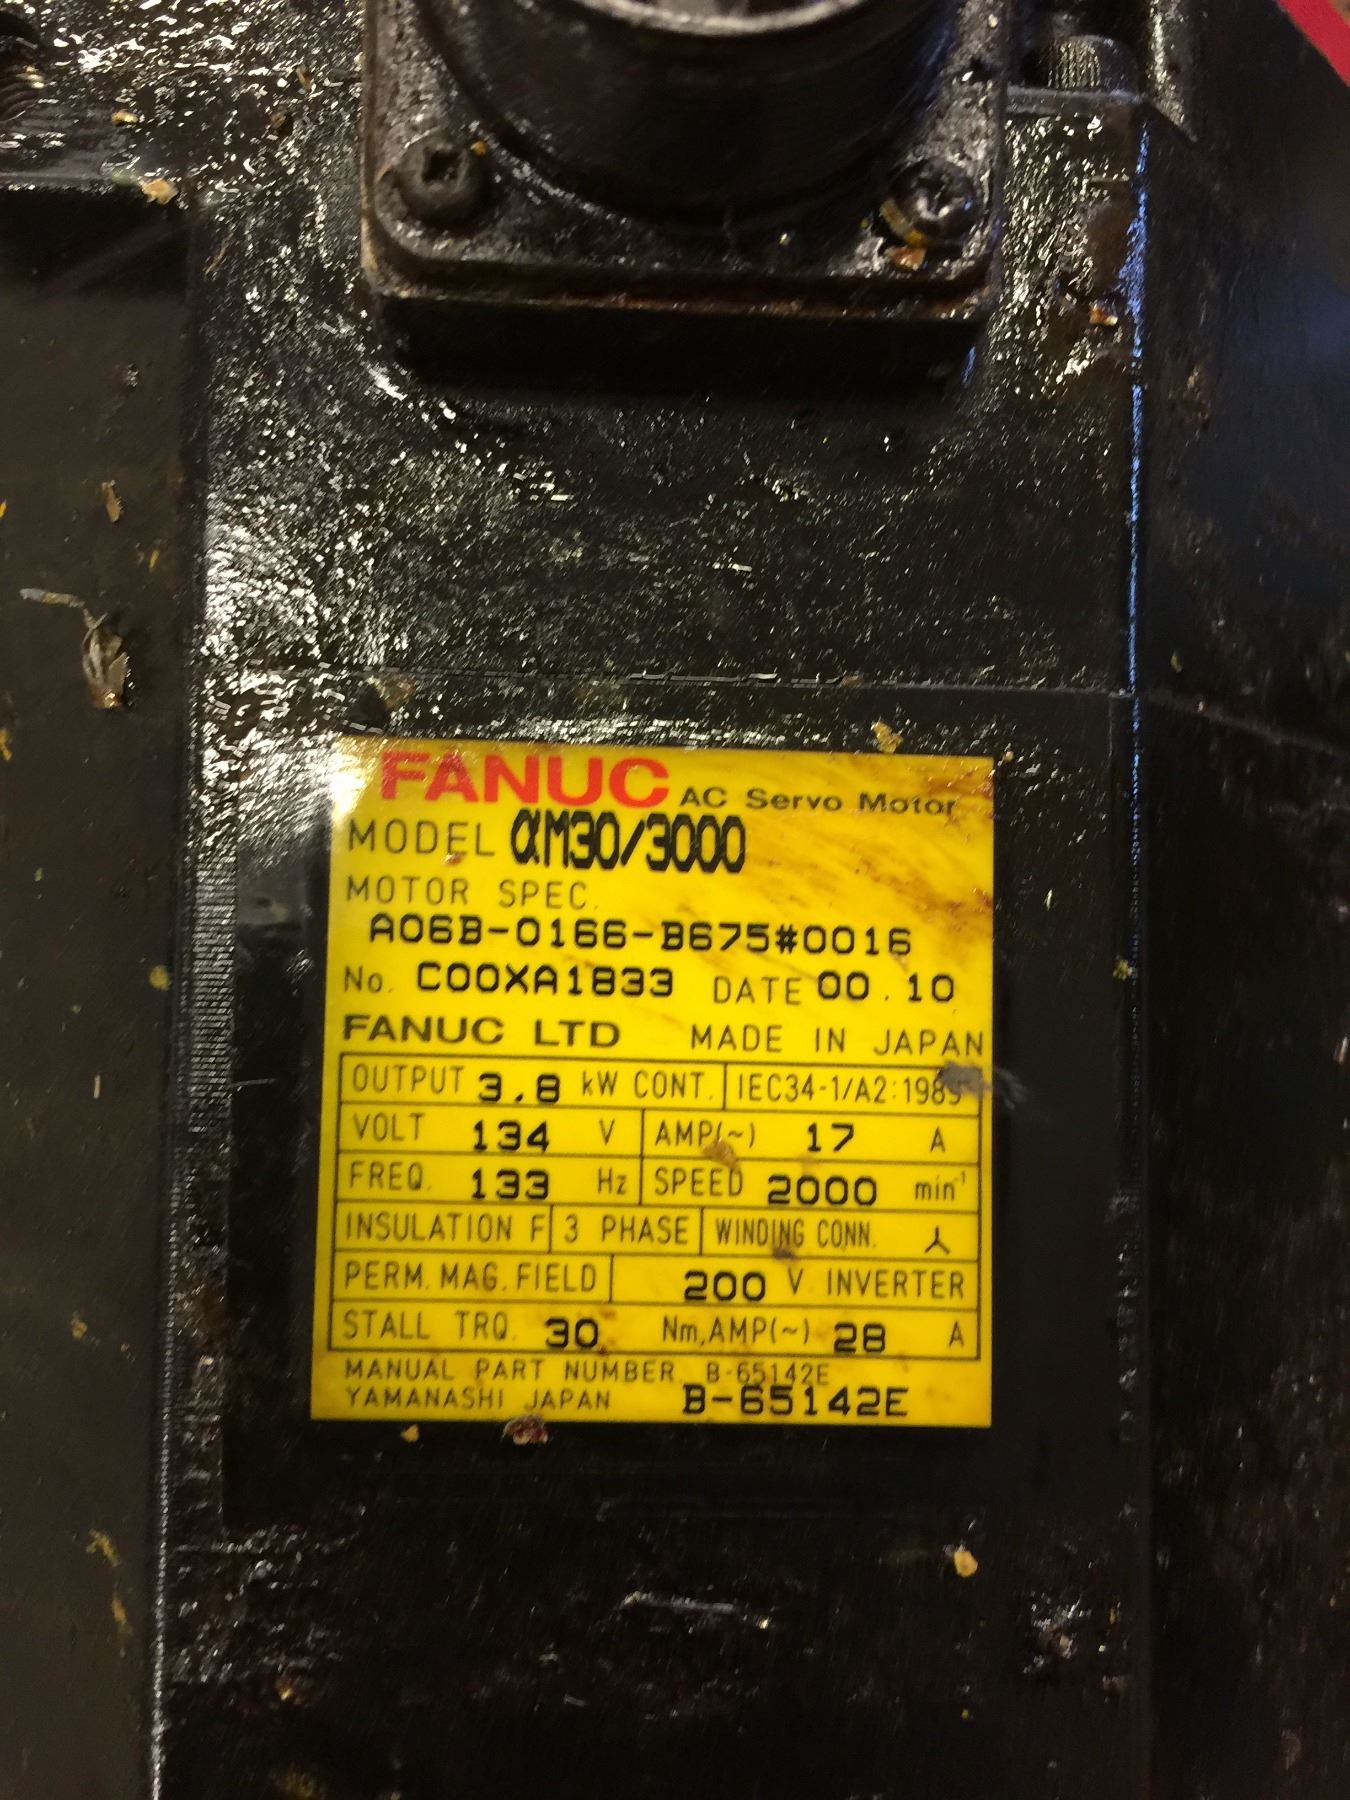 FANUC AC Servo Motor
MODEL αM30/3000
MOTOR SPEC.
A06B-0166-B675#0016
No. C00XA1833 DATE 00.10
FANUC LTD MADE IN JAPAN
OUTPUT 3.8 kW CONT. IEC34-1/A2:1989
VOLT 134 V AMP(~) 17 A
FREQ. 133 Hz SPEED 2000 min⁻¹
INSULATION F 3 PHASE WINDING CONN.
PERM. MAG. FIELD 200 V INVERTER
STALL TRQ. 30 Nm, AMP(~) 28 A
MANUAL PART NUMBER B-65142E
YAMANASHI JAPAN B-65142E